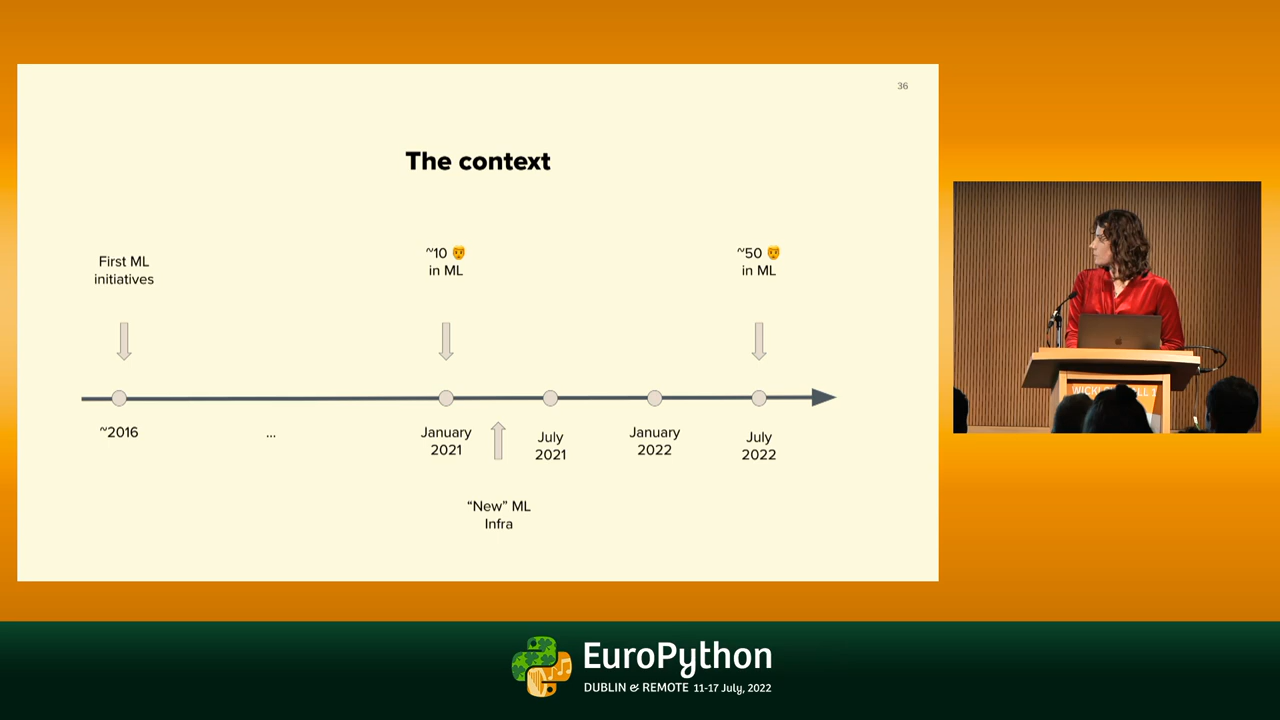 36
The context
First ML
initiatives
~10 👨
in ML
~50 👨
in ML
~2016
...
January
2021
July
2021
January
2022
July
2022
“New” ML
Infra
EuroPython
DUBLIN & REMOTE 11-17 July, 2022